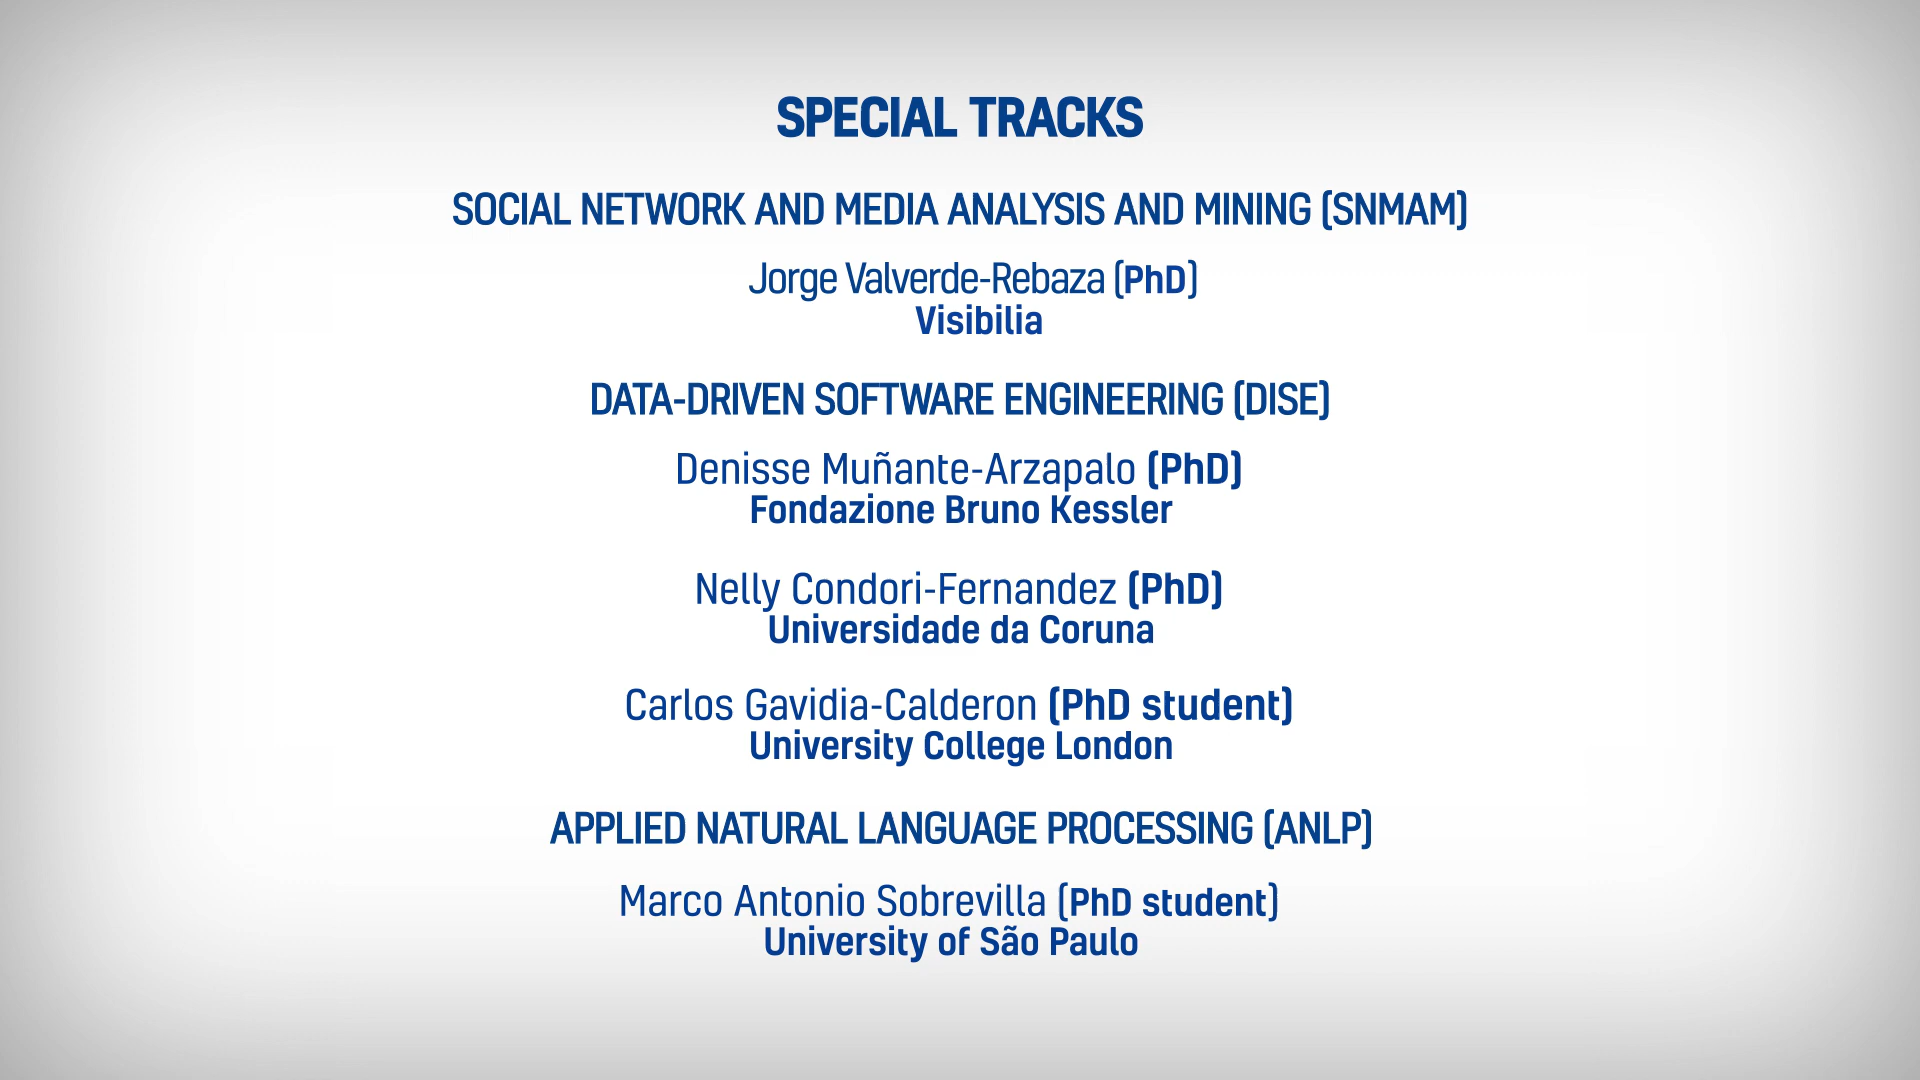 SPECIAL TRACKS
SOCIAL NETWORK AND MEDIA ANALYSIS AND MINING (SNMAM)
Jorge Valverde-Rebaza (PhD)
Visibilia
DATA-DRIVEN SOFTWARE ENGINEERING (DISE)
Denisse Muñante-Arzapalo (PhD)
Fondazione Bruno Kessler
Nelly Condori-Fernandez (PhD)
Universidade da Coruna
Carlos Gavidia-Calderon (PhD student)
University College London
APPLIED NATURAL LANGUAGE PROCESSING (ANLP)
Marco Antonio Sobrevilla (PhD student)
University of São Paulo